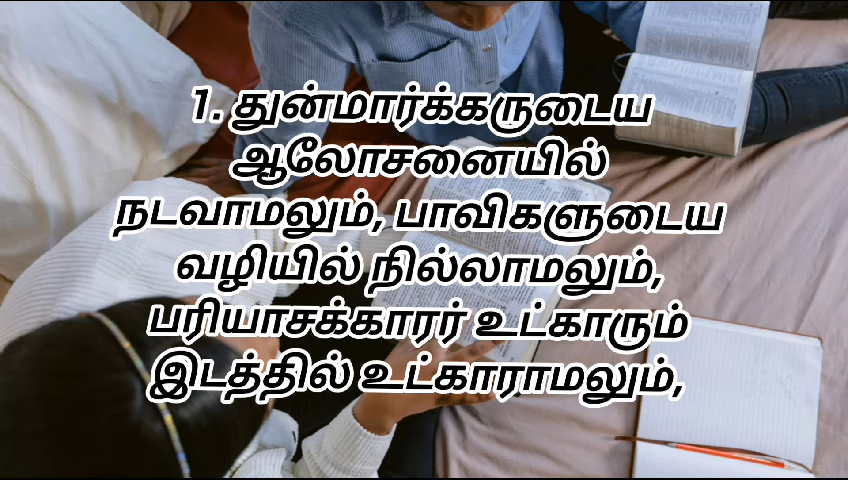 1. துன்மார்க்கருடைய
ஆலோசனையில்
நடவாமலும், பாவிகளுடைய
வழியில் நில்லாமலும்,
பரியாசக்காரர் உட்காரும்
இடத்தில் உட்காராமலும்,